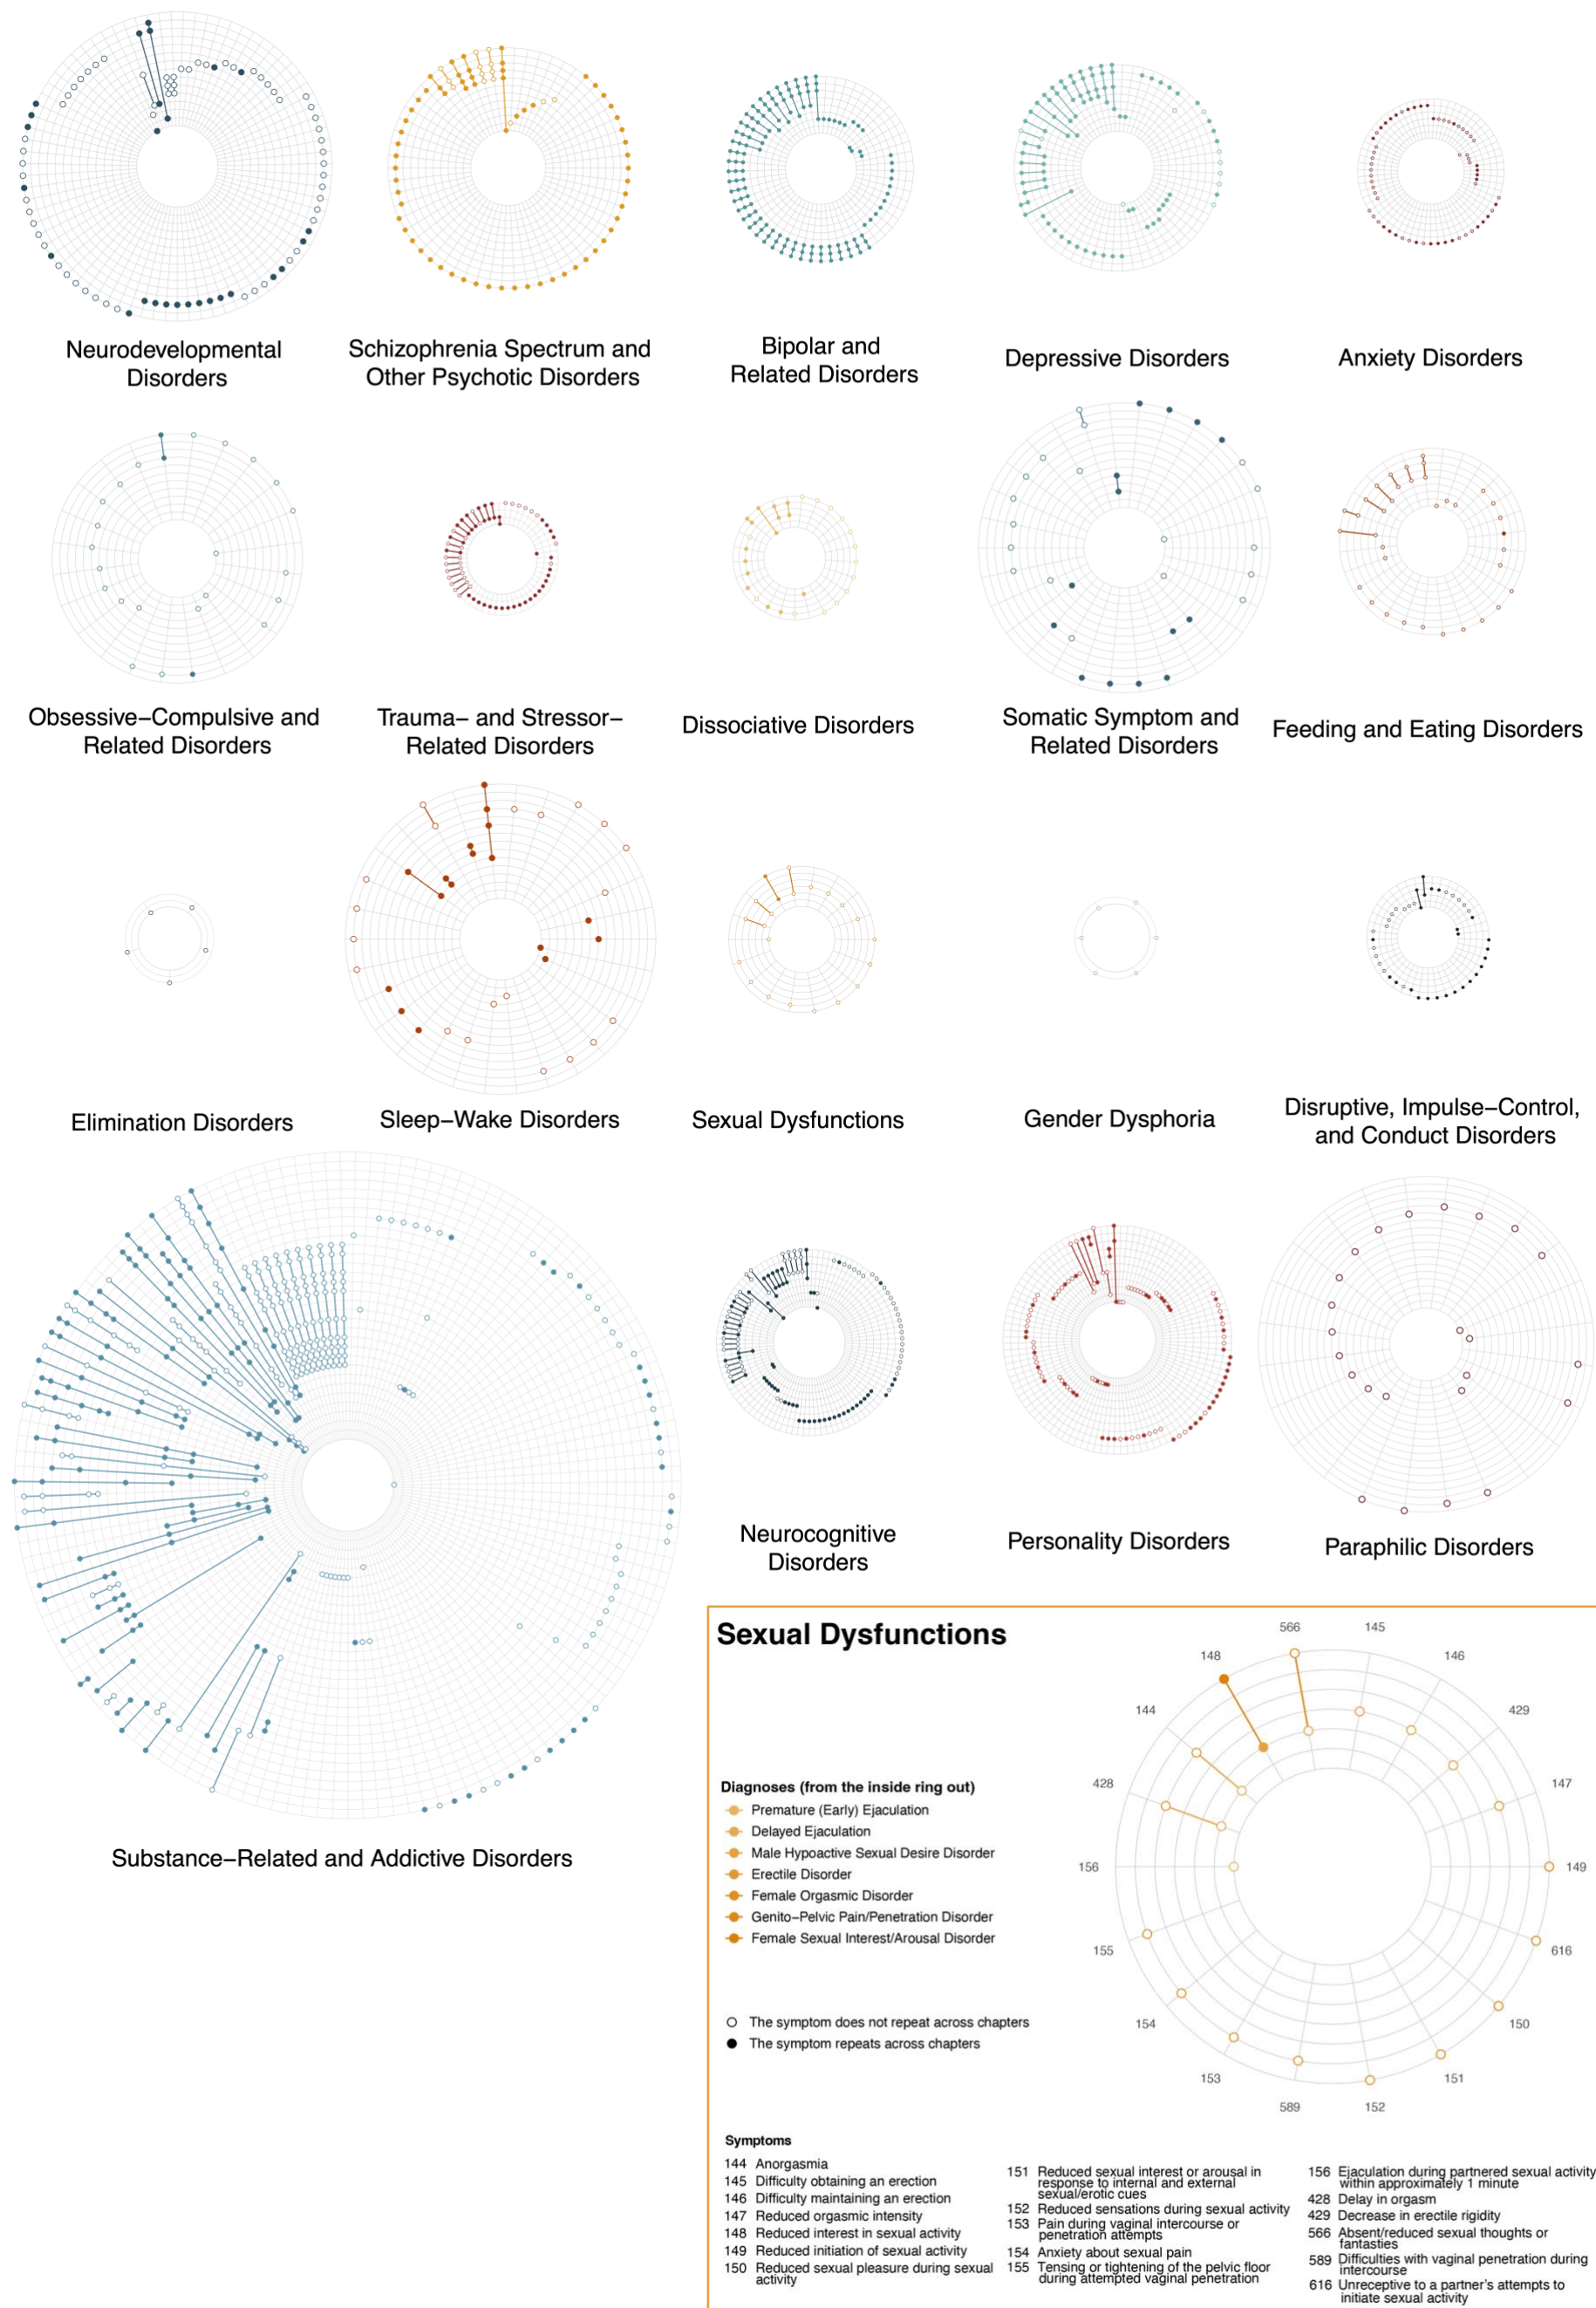 Neurodevelopmental
Disorders
Schizophrenia Spectrum and
Other Psychotic Disorders
Bipolar and
Related Disorders
Depressive Disorders
Anxiety Disorders
Obsessive–Compulsive and
Related Disorders
Trauma– and Stressor–
Related Disorders
Dissociative Disorders
Somatic Symptom and
Related Disorders
Feeding and Eating Disorders
Elimination Disorders
Sleep–Wake Disorders
Sexual Dysfunctions
Gender Dysphoria
Disruptive, Impulse–Control,
and Conduct Disorders
Substance–Related and Addictive Disorders
Neurocognitive
Disorders
Personality Disorders
Paraphilic Disorders
Sexual Dysfunctions
566
145
148
146
144
429
428
147
156
149
155
616
154
150
153
151
589
152
Diagnoses (from the inside ring out)
Premature (Early) Ejaculation
Delayed Ejaculation
Male Hypoactive Sexual Desire Disorder
Erectile Disorder
Female Orgasmic Disorder
Genito–Pelvic Pain/Penetration Disorder
Female Sexual Interest/Arousal Disorder
The symptom does not repeat across chapters
The symptom repeats across chapters
Symptoms
144 Anorgasmia
145 Difficulty obtaining an erection
146 Difficulty maintaining an erection
147 Reduced orgasmic intensity
148 Reduced interest in sexual activity
149 Reduced initiation of sexual activity
150 Reduced sexual pleasure during sexual
activity
151 Reduced sexual interest or arousal in
response to internal and external
sexual/erotic cues
152 Reduced sensations during sexual activity
153 Pain during vaginal intercourse or
penetration attempts
154 Anxiety about sexual pain
155 Tensing or tightening of the pelvic floor
during attempted vaginal penetration
156 Ejaculation during partnered sexual activity
within approximately 1 minute
428 Delay in orgasm
429 Decrease in erectile rigidity
566 Absent/reduced sexual thoughts or
fantasties
589 Difficulties with vaginal penetration during
intercourse
616 Unreceptive to a partner's attempts to
initiate sexual activity